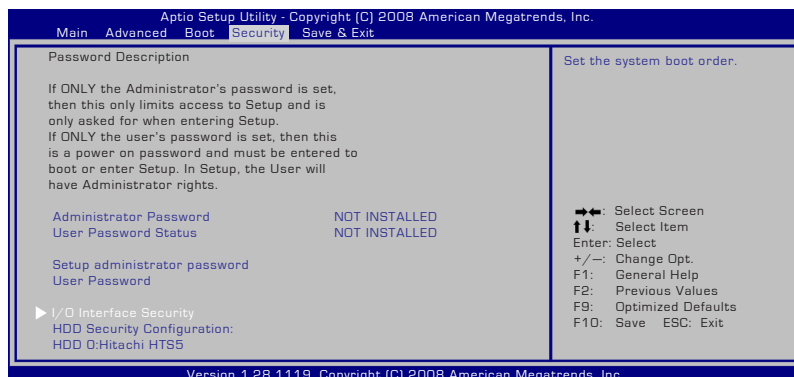 Aptio Setup Utility - Copyright (C) 2008 American Megatrends, Inc.
Main Advanced Boot Security Save & Exit
Password Description
If ONLY the Administrator's password is set,
then this only limits access to Setup and is
only asked for when entering Setup.
If ONLY the user's password is set, then this
is a power on password and must be entered to
boot or enter Setup. In Setup, the User will
have Administrator rights.
Administrator Password NOT INSTALLED
User Password Status NOT INSTALLED
Setup administrator password
User Password
I/O Interface Security
HDD Security Configuration:
HDD 0:Hitachi HTS5
Set the system boot order.
→←: Select Screen
↑↓: Select Item
Enter: Select
+/—: Change Opt.
F1: General Help
F2: Previous Values
F9: Optimized Defaults
F10: Save ESC: Exit
Version 1.28.1119. Copyright (C) 2008 American Megatrends, Inc.